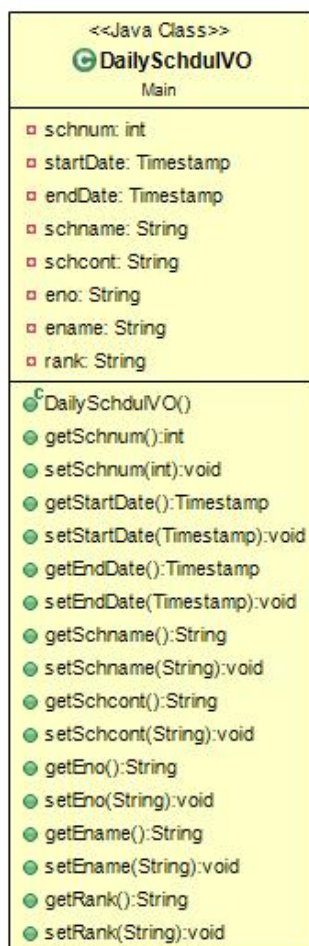 <<Java Class>>
DailySchdulVO
Main
schnum: int
startDate: Timestamp
endDate: Timestamp
schname: String
schcont: String
eno: String
ename: String
rank: String
DailySchdulVO()
getSchnum():int
setSchnum(int):void
getStartDate():Timestamp
setStartDate(Timestamp):void
getEndDate():Timestamp
setEndDate(Timestamp):void
getSchname():String
setSchname(String):void
getSchcont():String
setSchcont(String):void
getEno():String
setEno(String):void
getEname():String
setEname(String):void
getRank():String
setRank(String):void